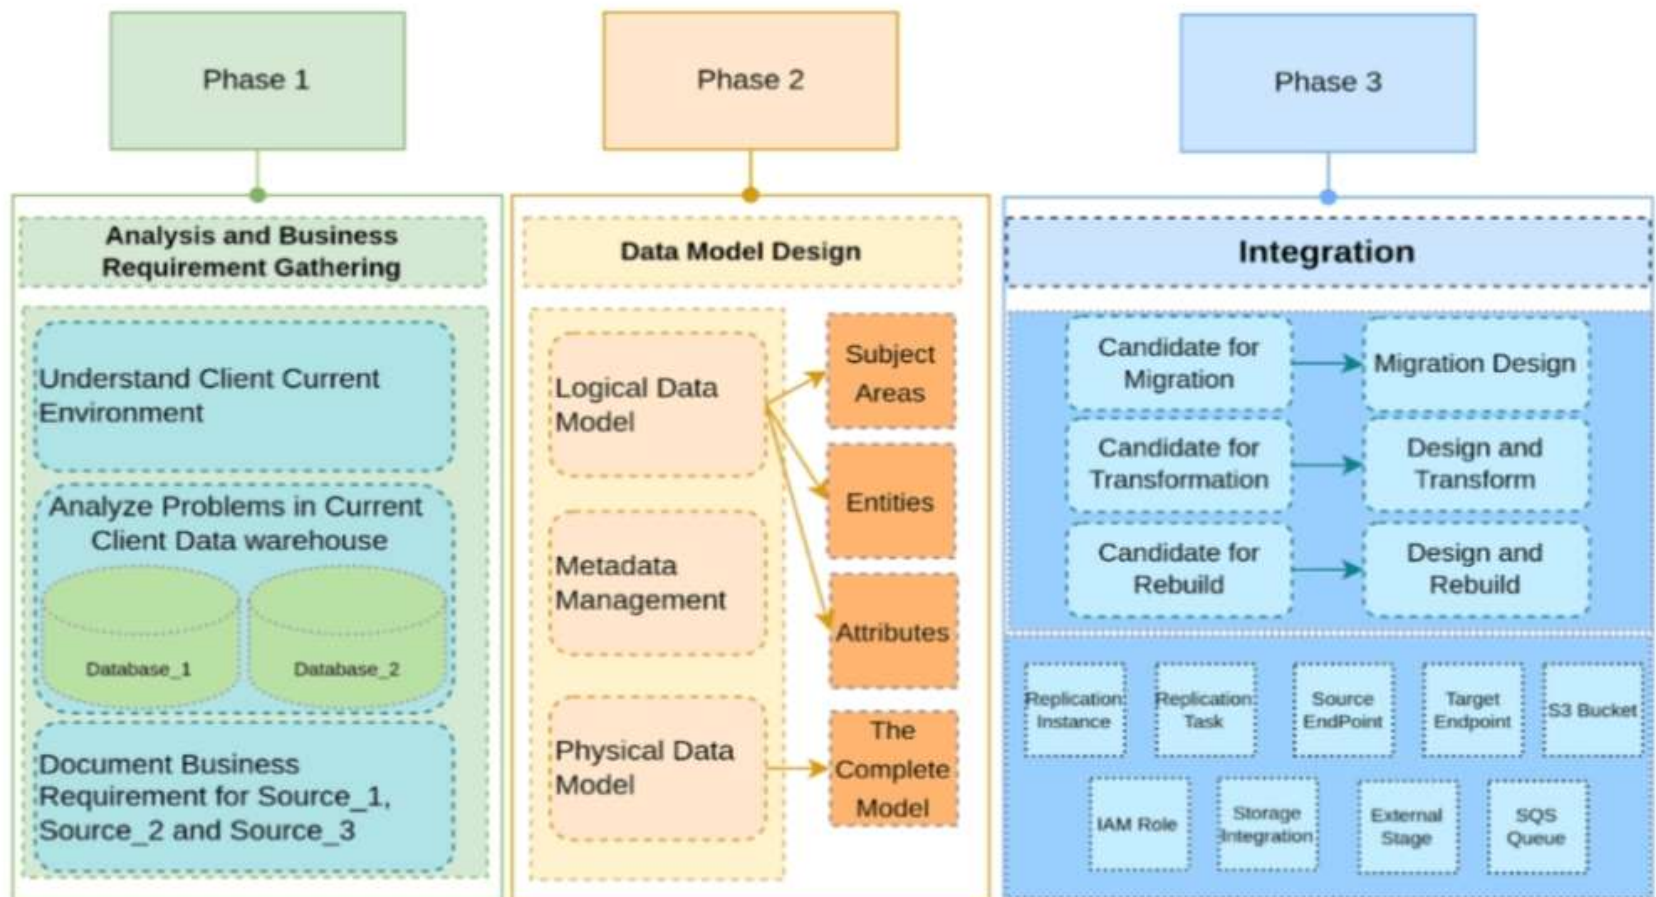 Phase 1
Phase 2
Phase 3
Analysis and Business
Requirement Gathering
Understand Client Current
Environment
Analyze Problems in Current
Client Data warehouse
Database_1
Database_2
Document Business
Requirement for Source_1,
Source_2 and Source_3
Data Model Design
Logical Data
Model
Metadata
Management
Physical Data
Model
Subject
Areas
Entities
Attributes
The
Complete
Model
Integration
Candidate for
Migration
Migration Design
Candidate for
Transformation
Design and
Transform
Candidate for
Rebuild
Design and
Rebuild
Replication
Instance
Replication
Task
Source
EndPoint
Target
Endpoint
S3 Bucket
IAM Role
Storage
Integration
External
Stage
SQS
Queue